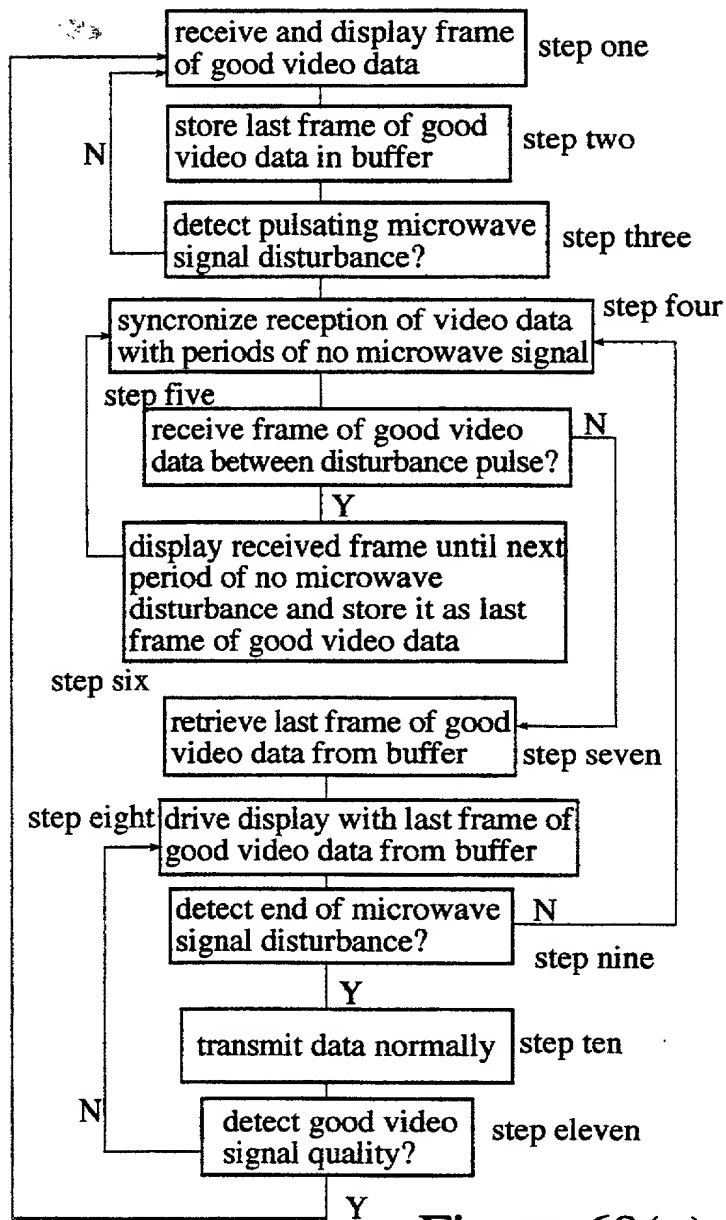 receive and display frame
of good video data
step one
store last frame of good
video data in buffer
step two
N
detect pulsating microwave
signal disturbance?
step three
step four
syncronize reception of video data
with periods of no microwave signal
step five
receive frame of good video
data between disturbance pulse?
N
Y
display received frame until next
period of no microwave
disturbance and store it as last
frame of good video data
step six
retrieve last frame of good
video data from buffer
step seven
step eight
drive display with last frame of
good video data from buffer
detect end of microwave
signal disturbance?
N
step nine
Y
transmit data normally
step ten
N
detect good video
signal quality?
step eleven
Y